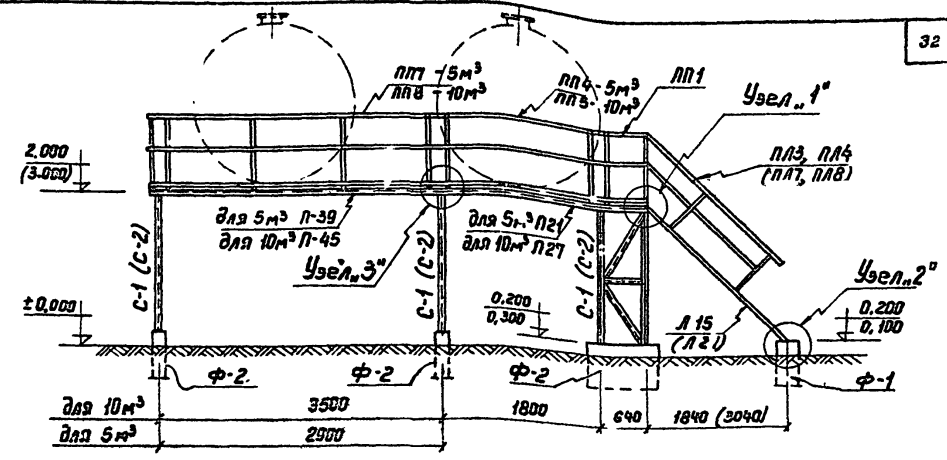 32
ПП7 - 5м³
ПП8 - 10м³
ПП4 - 5м³
ПП5 - 10м³
ПП1
Узел „1"
ПЛ3, ПЛ4
(ПЛ7, ПЛ8)
2,000
(3.000)
для 5м³ П-39
для 10м³ П-45
для 5м³ П21
для 10м³ П27
Узел „3"
С-1 (С-2)
С-1 (С-2)
С-1 (С-2)
Узел „2"
±0,000
0,200
0,300
Л 15
(Л 21)
0,200
0,100
Ф-2.
Ф-2
Ф-2
Ф-1
для 10м³
3500
1800
640
1840 (3040)
для 5м³
2900